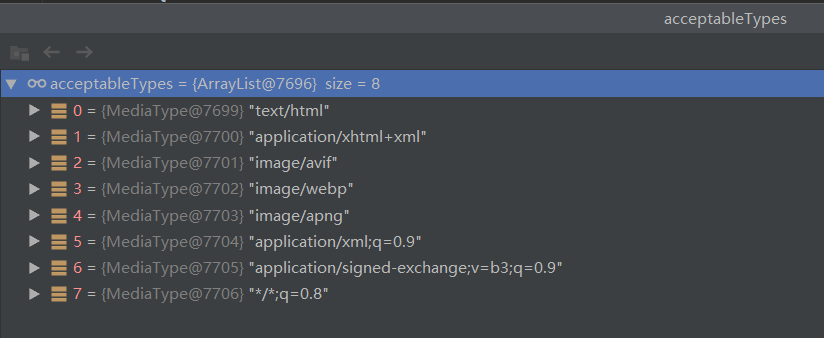 acceptableTypes
acceptableTypes = {ArrayList@7696} size = 8
0 = {MediaType@7699} "text/html"
1 = {MediaType@7700} "application/xhtml+xml"
2 = {MediaType@7701} "image/avif"
3 = {MediaType@7702} "image/webp"
4 = {MediaType@7703} "image/apng"
5 = {MediaType@7704} "application/xml;q=0.9"
6 = {MediaType@7705} "application/signed-exchange;v=b3;q=0.9"
7 = {MediaType@7706} "*/*;q=0.8"